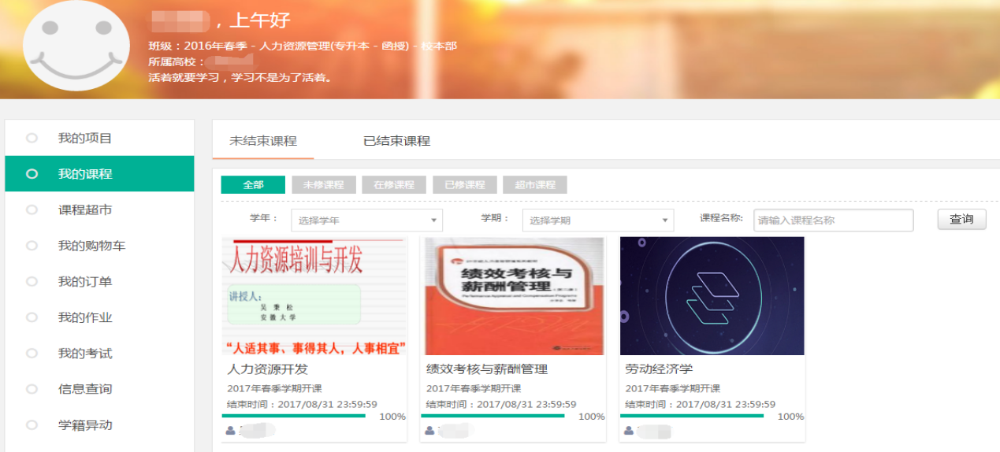 ，上午好
班级：2016年春季 - 人力资源管理(专升本 - 函授) - 校本部
所属高校：
活着就要学习，学习不是为了活着。
我的项目
我的课程
课程超市
我的购物车
我的订单
我的作业
我的考试
信息查询
学籍异动
未结束课程 已结束课程
全部 未修课程 在修课程 已修课程 超市课程
学年： 选择学年 学期： 选择学期 课程名称: 请输入课程名称 查询
人力资源培训与开发
讲授人：
吴 秉 松
安 徽 大 学
“人适其事、事得其人，人事相宜”
人力资源开发
2017年春季学期开课
结束时间：2017/08/31 23:59:59
100%
绩效考核与
薪酬管理（第二版）
Performance Appraisal and Compensation Programs
绩效考核与薪酬管理
2017年春季学期开课
结束时间：2017/08/31 23:59:59
100%
劳动经济学
2017年春季学期开课
结束时间：2017/08/31 23:59:59
100%